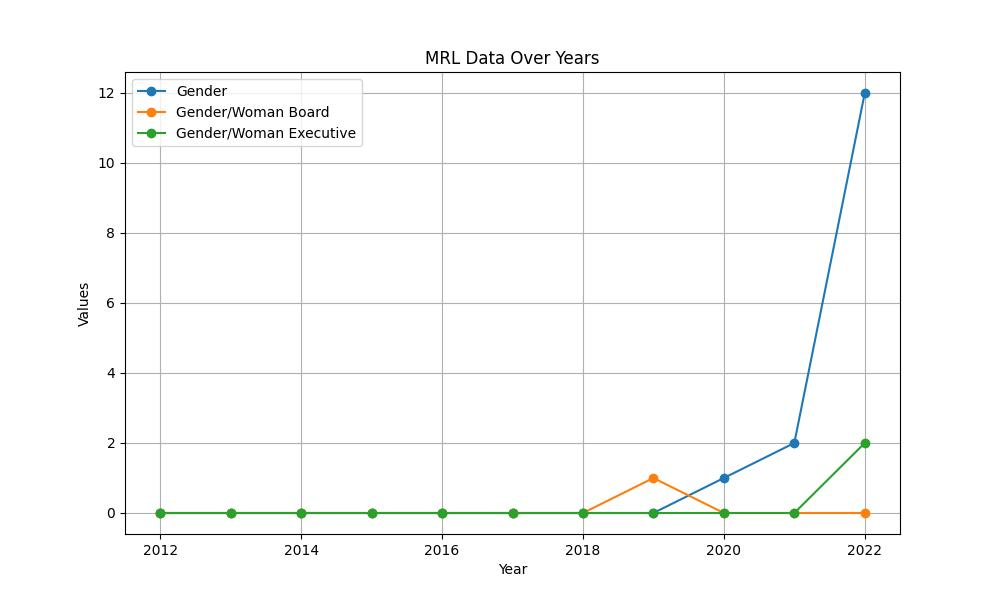 MRL Data Over Years
Gender
Gender/Woman Board
Gender/Woman Executive
12
10
8
6
4
2
0
Values
2012 2014 2016 2018 2020 2022
Year